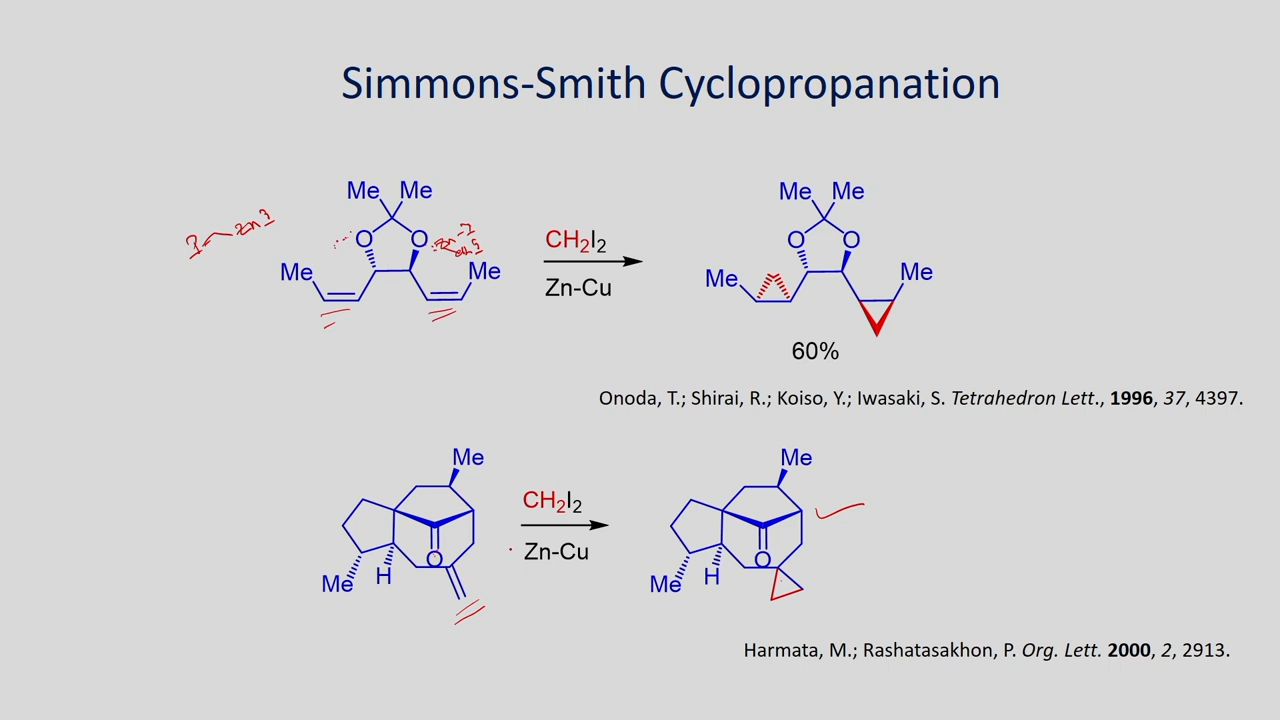 Simmons-Smith Cyclopropanation
Me Me
O O
Me Me
CH2I2
Zn-Cu
Me Me
O O
Me Me
60%
Onoda, T.; Shirai, R.; Koiso, Y.; Iwasaki, S. Tetrahedron Lett., 1996, 37, 4397.
Me
O
H
Me
CH2I2
Zn-Cu
Me
O
H
Me
Harmata, M.; Rashatasakhon, P. Org. Lett. 2000, 2, 2913.